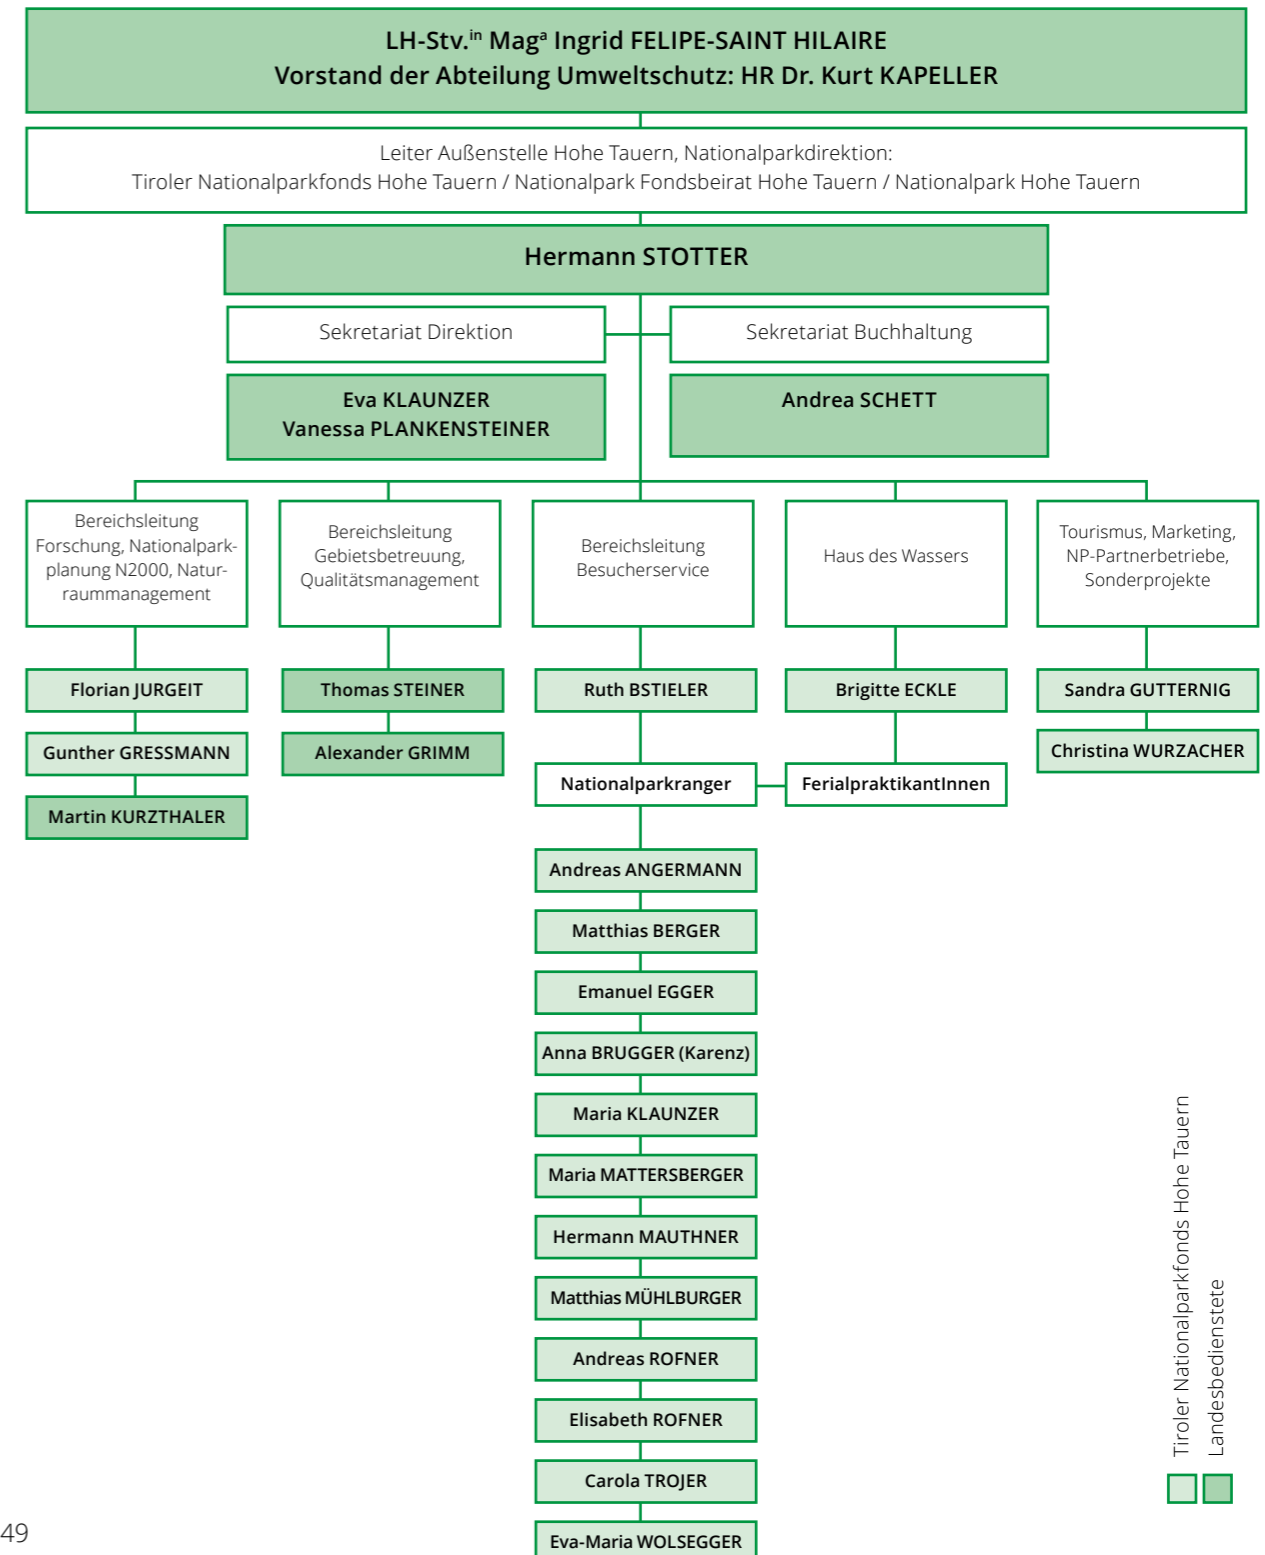 LH-Stv.ⁱⁿ Magᵃ Ingrid FELIPE-SAINT HILAIRE
Vorstand der Abteilung Umweltschutz: HR Dr. Kurt KAPELLER
Leiter Außenstelle Hohe Tauern, Nationalparkdirektion:
Tiroler Nationalparkfonds Hohe Tauern / Nationalpark Fondsbeirat Hohe Tauern / Nationalpark Hohe Tauern
Hermann STOTTER
Sekretariat Direktion
Sekretariat Buchhaltung
Eva KLAUNZER
Vanessa PLANKENSTEINER
Andrea SCHETT
Bereichsleitung
Forschung, Nationalpark-
planung N2000, Natur-
raummanagement
Bereichsleitung
Gebietsbetreuung,
Qualitätsmanagement
Bereichsleitung
Besucherservice
Haus des Wassers
Tourismus, Marketing,
NP-Partnerbetriebe,
Sonderprojekte
Florian JURGEIT
Thomas STEINER
Ruth BSTIELER
Brigitte ECKLE
Sandra GUTTERNIG
Gunther GRESSMANN
Alexander GRIMM
Christina WURZACHER
Nationalparkranger
FerialpraktikantInnen
Martin KURZTHALER
Andreas ANGERMANN
Matthias BERGER
Emanuel EGGER
Anna BRUGGER (Karenz)
Maria KLAUNZER
Maria MATTERSBERGER
Hermann MAUTHNER
Matthias MÜHLBURGER
Andreas ROFNER
Elisabeth ROFNER
Carola TROJER
Eva-Maria WOLSEGGER
Tiroler Nationalparkfonds Hohe Tauern
Landesbedienstete
49